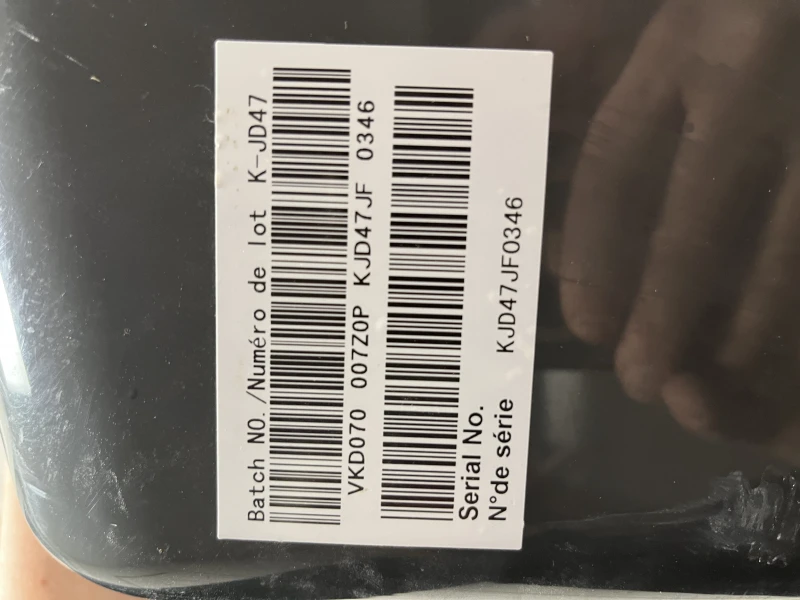 Batch NO./Numéro de lot K-JD47
VKD070 007Z0P KJD47JF 0346
Serial No.
N°de série KJD47JF0346